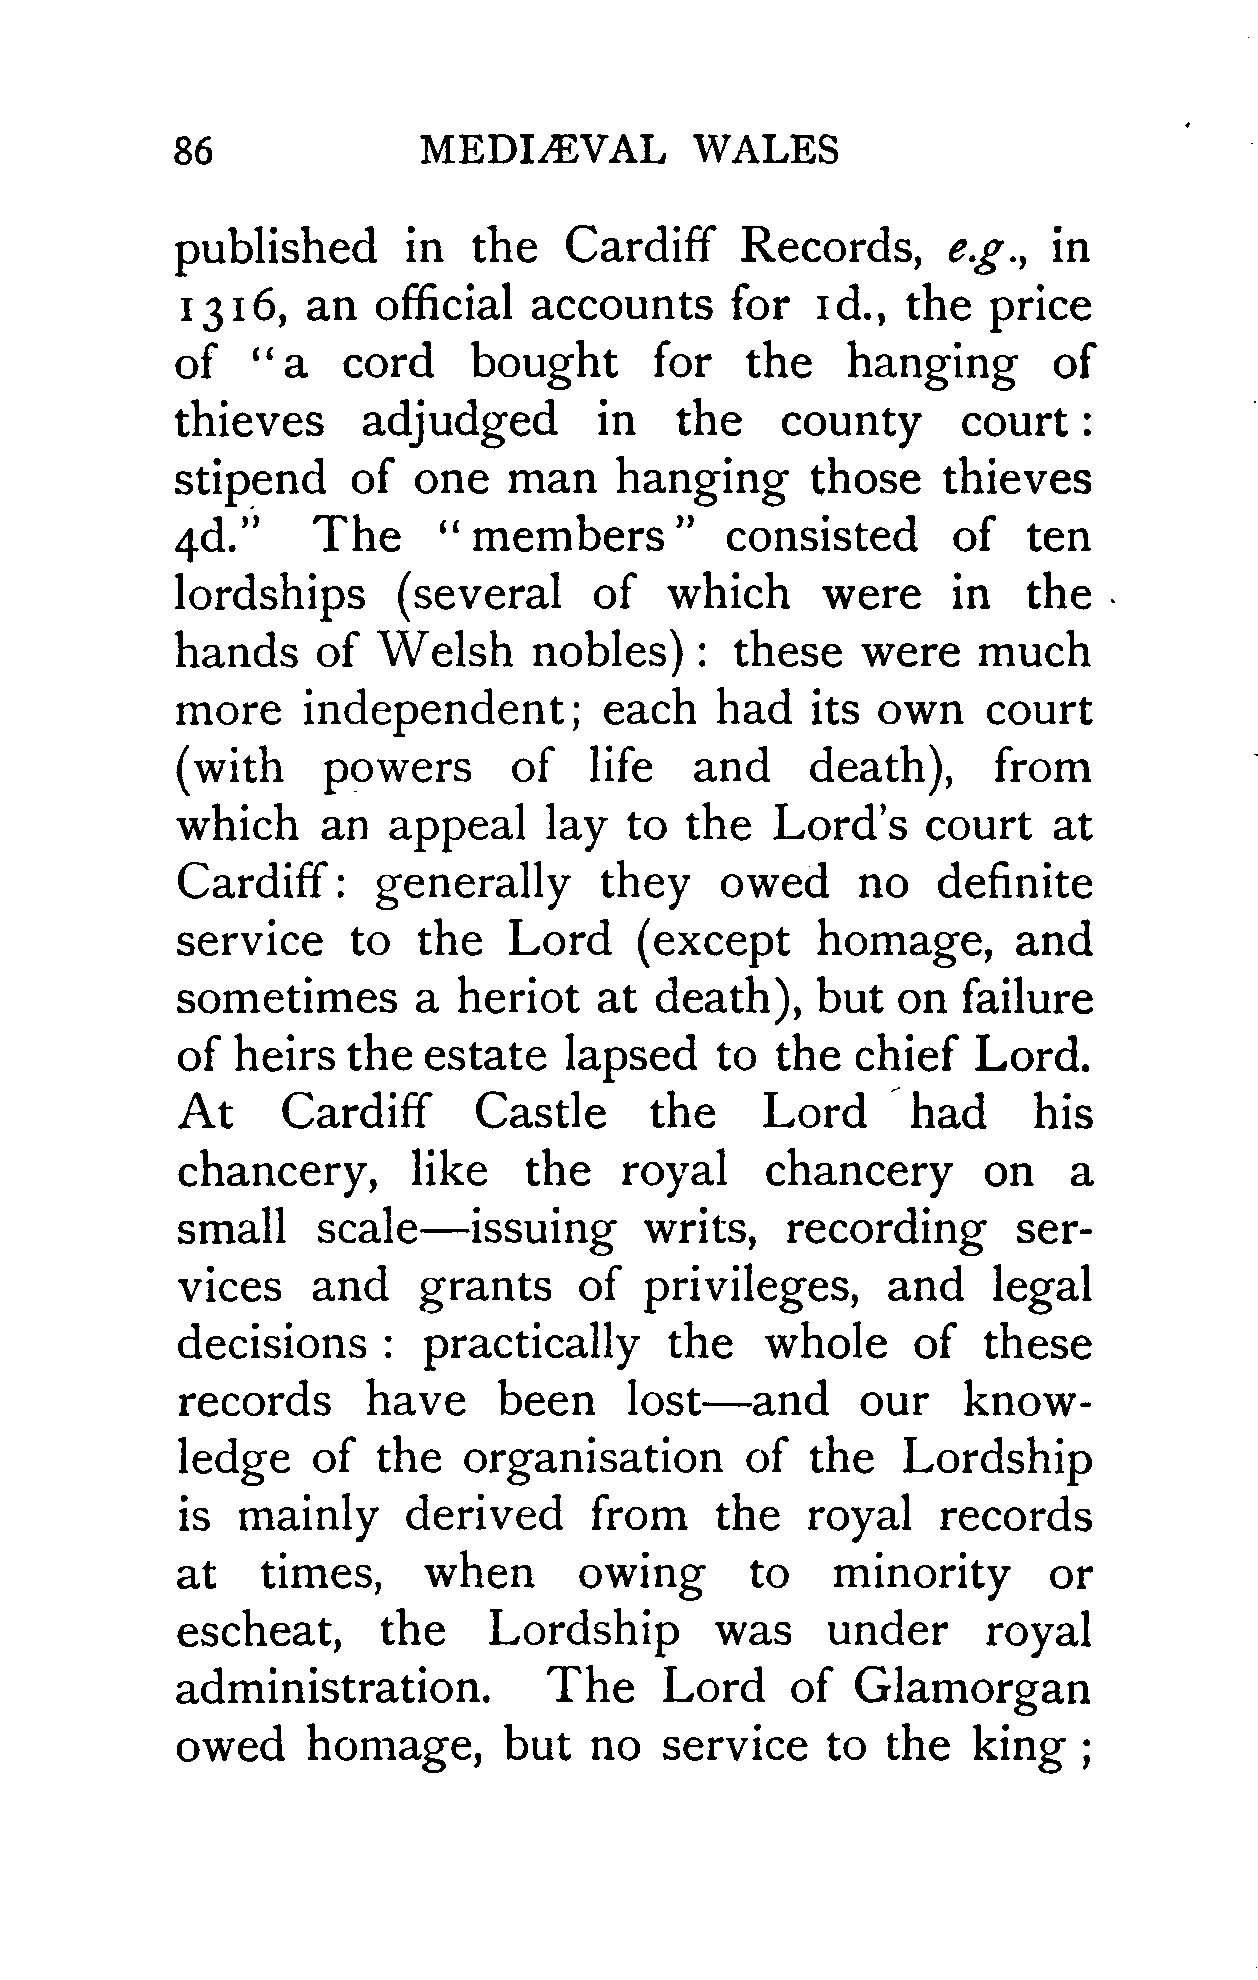 86 MEDIÆVAL WALES
published in the Cardiff Records, e.g., in
1316, an official accounts for 1d., the price
of "a cord bought for the hanging of
thieves adjudged in the county court :
stipend of one man hanging those thieves
4d." The "members" consisted of ten
lordships (several of which were in the
hands of Welsh nobles) : these were much
more independent; each had its own court
(with powers of life and death), from
which an appeal lay to the Lord's court at
Cardiff : generally they owed no definite
service to the Lord (except homage, and
sometimes a heriot at death), but on failure
of heirs the estate lapsed to the chief Lord.
At Cardiff Castle the Lord had his
chancery, like the royal chancery on a
small scale—issuing writs, recording ser-
vices and grants of privileges, and legal
decisions : practically the whole of these
records have been lost—and our know-
ledge of the organisation of the Lordship
is mainly derived from the royal records
at times, when owing to minority or
escheat, the Lordship was under royal
administration. The Lord of Glamorgan
owed homage, but no service to the king ;